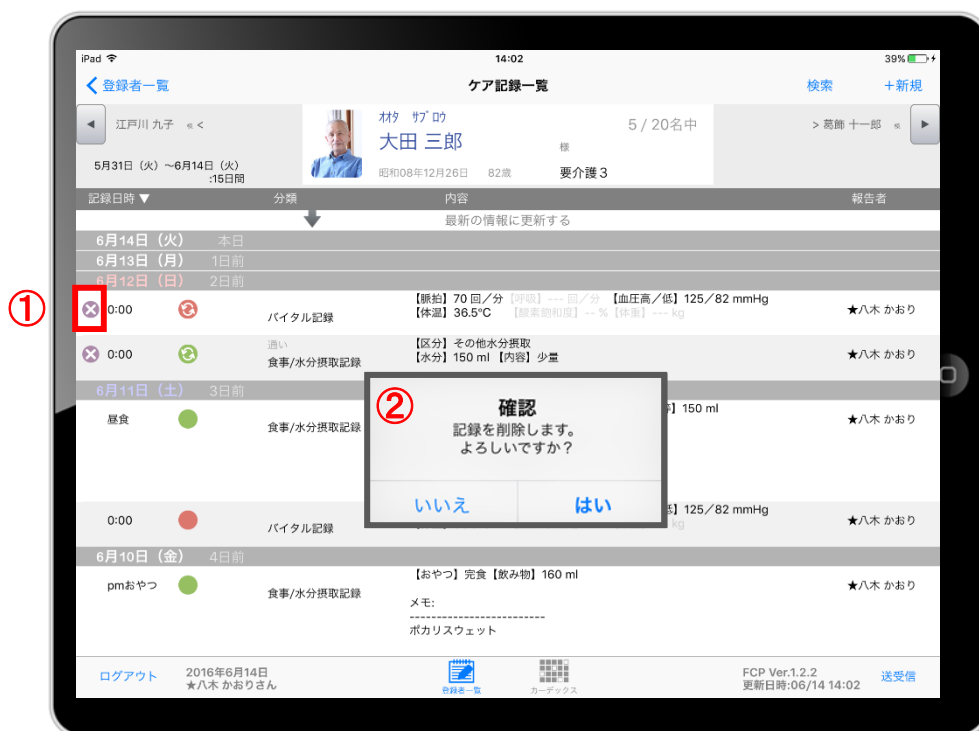 iPad 14:02 39%
登録者一覧 ケア記録一覧 検索 +新規
◀ 江戸川 九子 << オオタ サブロウ 5 / 20名中 > 葛飾 十一郎 << ▶
大田 三郎 様
5月31日（火）～6月14日（火） 昭和08年12月26日 82歳 要介護３
:15日間
記録日時 ▼ 分類 内容 報告者
最新の情報に更新する
6月14日（火） 本日
6月13日（月） 1日前
6月12日（日） 2日前
① 0:00 バイタル記録 【脈拍】70 回／分【呼吸】--- 回／分 【血圧高／低】125／82 mmHg ★八木 かおり
【体温】36.5℃ 【酸素飽和度】-- %【体重】--- kg
通い 【区分】その他水分摂取
0:00 食事/水分摂取記録 【水分】150 ml 【内容】少量 ★八木 かおり
6月11日（土） 3日前
昼食 食事/水分摂取記録 】150 ml ★八木 かおり
②
確認
記録を削除します。
よろしいですか？
いいえ はい
0:00 バイタル記録 】125／82 mmHg ★八木 かおり
kg
6月10日（金） 4日前
pmおやつ 食事/水分摂取記録 【おやつ】完食【飲み物】160 ml ★八木 かおり
メモ:
-------------------------
ポカリスウェット
ログアウト 2016年6月14日 登録者一覧 カーデックス FCP Ver.1.2.2 送受信
★八木 かおりさん 更新日時:06/14 14:02